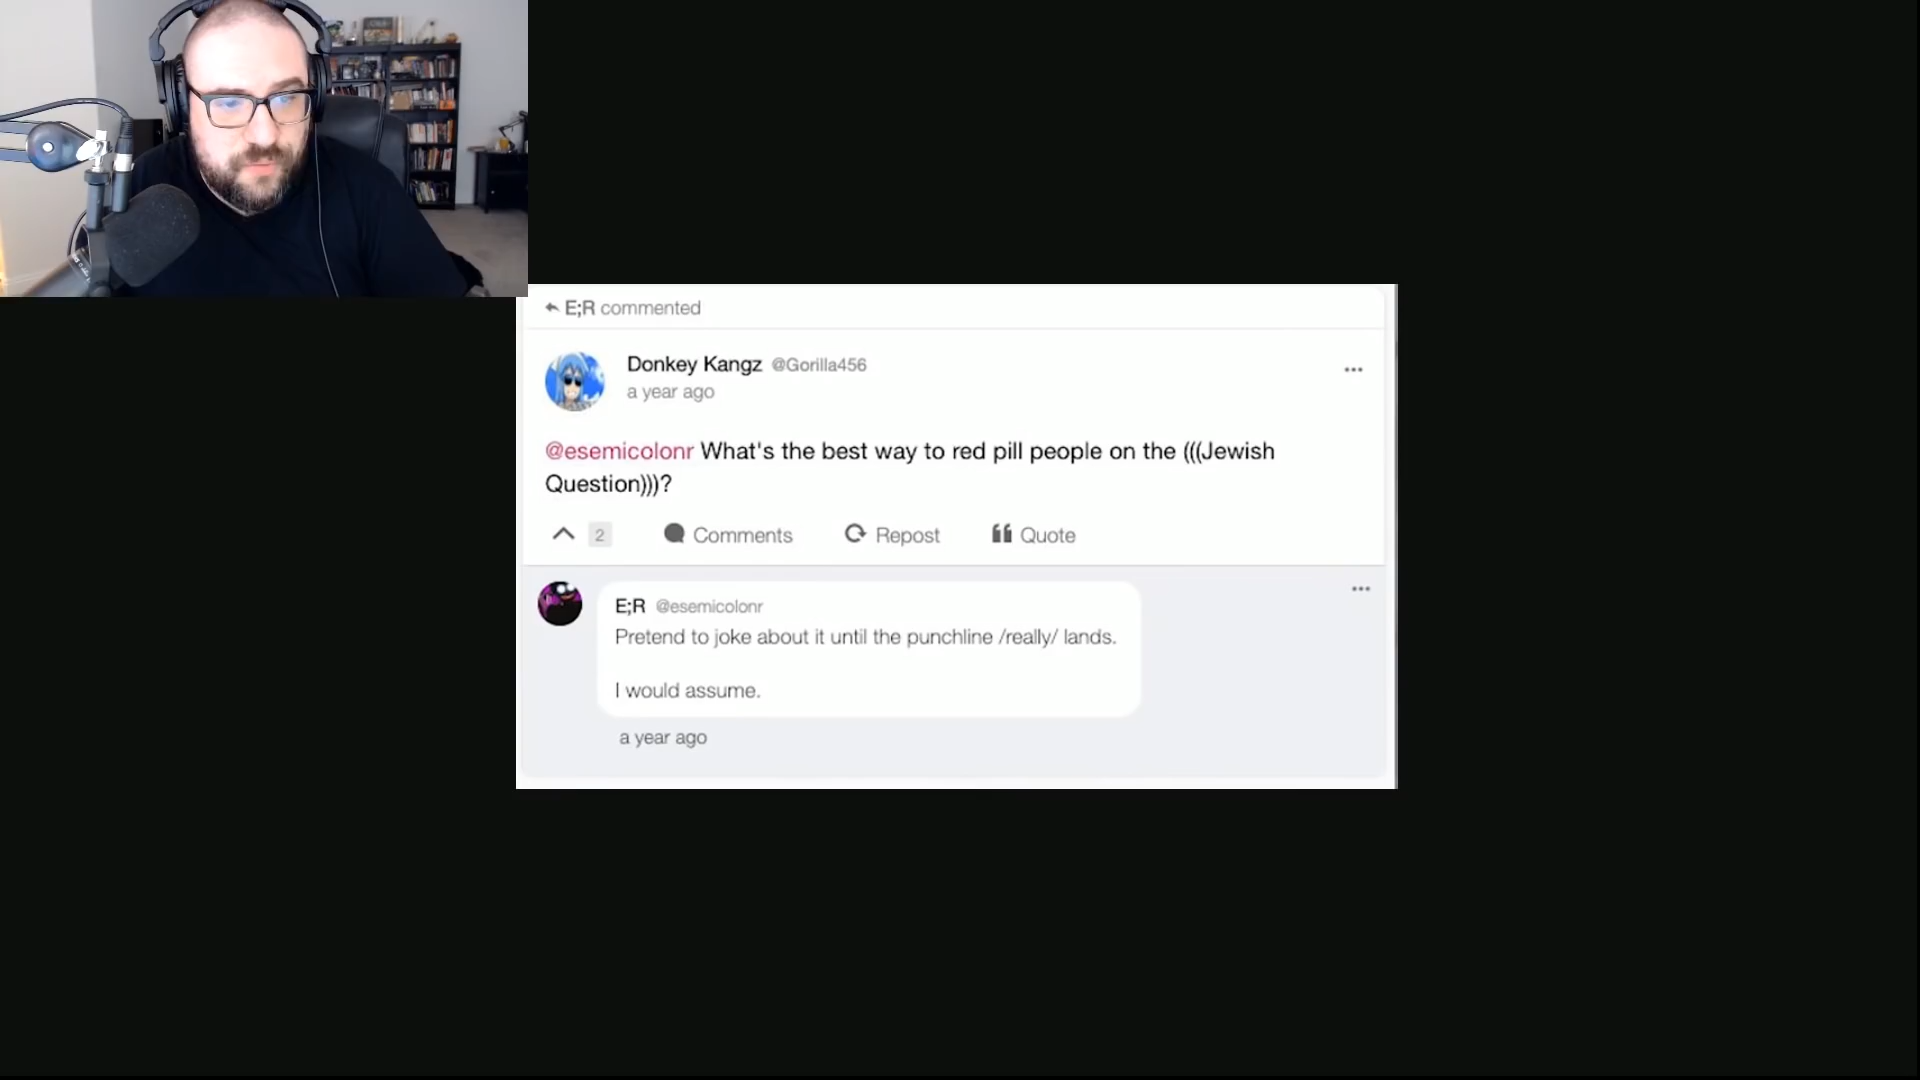 E;R commented
Donkey Kangz @Gorilla456
a year ago
@esemicolonr What's the best way to red pill people on the (((Jewish
Question)))?
2 Comments Repost Quote
E;R @esemicolonr
Pretend to joke about it until the punchline /really/ lands.
I would assume.
a year ago